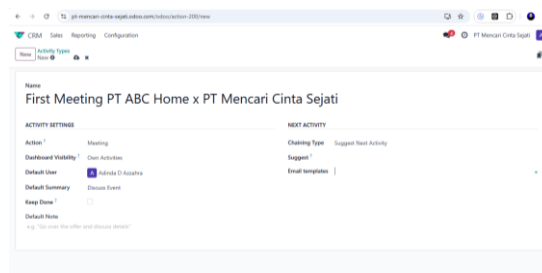 pt-mencari-cinta-sejati.odoo.com/odoo/action-200/new
CRM Sales Reporting Configuration
PT Mencari Cinta Sejati
New Activity Types
New
Name
First Meeting PT ABC Home x PT Mencari Cinta Sejati
ACTIVITY SETTINGS
NEXT ACTIVITY
Action ? Meeting
Chaining Type Suggest Next Activity
Dashboard Visibility ? Own Activities
Suggest ?
Default User A Adinda D Azzahra
Email templates
Default Summary Discuss Event
Keep Done ?
Default Note
e.g. "Go over the offer and discuss details"